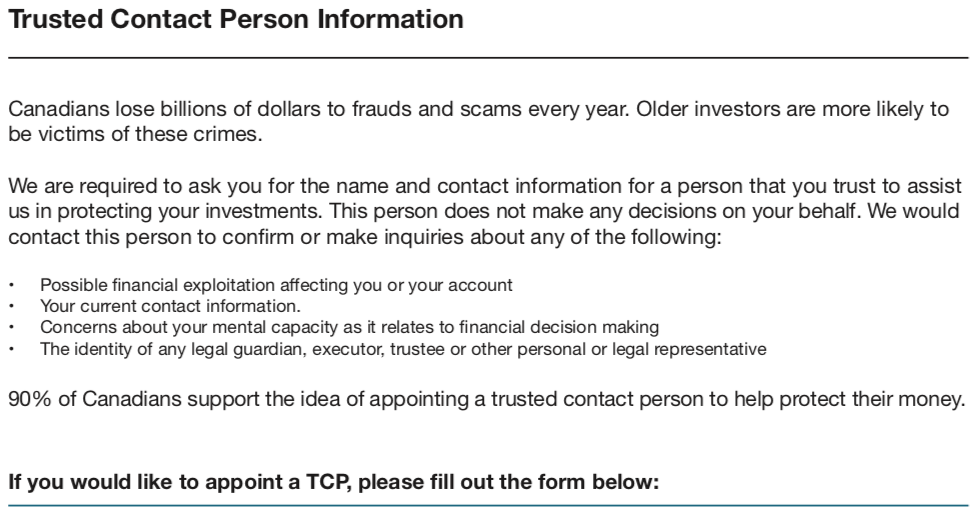 Trusted Contact Person Information
Canadians lose billions of dollars to frauds and scams every year. Older investors are more likely to
be victims of these crimes.
We are required to ask you for the name and contact information for a person that you trust to assist
us in protecting your investments. This person does not make any decisions on your behalf. We would
contact this person to confirm or make inquiries about any of the following:
• Possible financial exploitation affecting you or your account
• Your current contact information.
• Concerns about your mental capacity as it relates to financial decision making
• The identity of any legal guardian, executor, trustee or other personal or legal representative
90% of Canadians support the idea of appointing a trusted contact person to help protect their money.
If you would like to appoint a TCP, please fill out the form below: